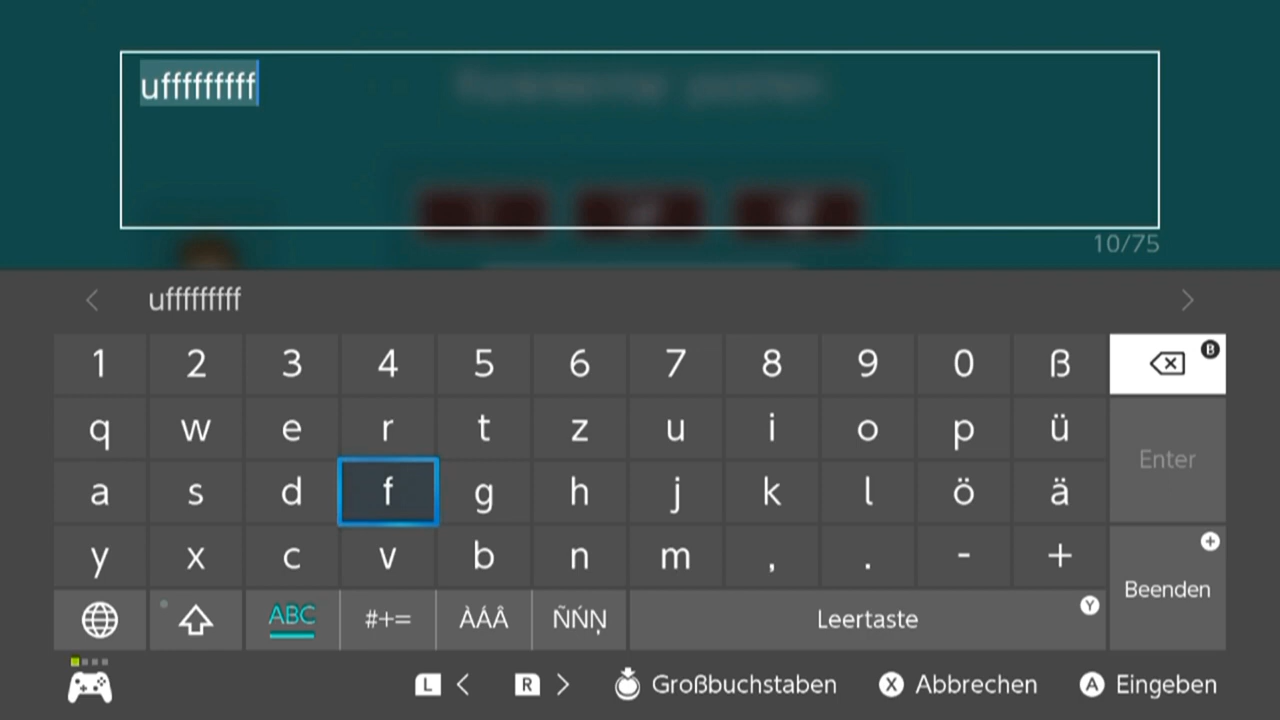 ufffffffff
10/75
ufffffffff
1 2 3 4 5 6 7 8 9 0 ß B
q w e r t z u i o p ü
Enter
a s d f g h j k l ö ä
y x c v b n m , . - +
Beenden
ABC #+= ÀÁÂ ÑŃŅ Leertaste Y
L R Großbuchstaben X Abbrechen A Eingeben